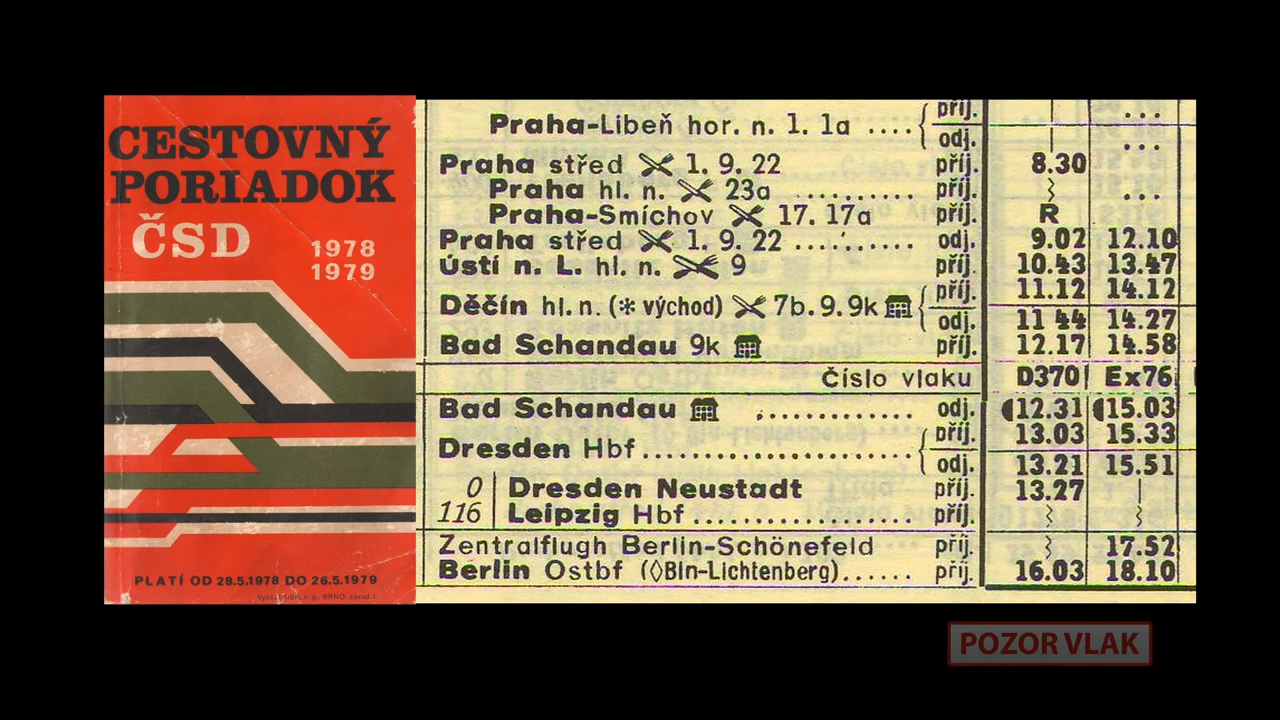 CESTOVNÝ
PORIADOK
ČSD
1978
1979
PLATÍ OD 28.5.1978 DO 26.5.1979
příj.
...
Praha-Libeň hor. n. 1. 1a .... odj. ...
Praha střed 1. 9. 22 příj. 8.30
Praha hl. n. 23a .......... příj. ...
Praha-Smíchov 17. 17a příj. R
Praha střed 1. 9. 22 .......... odj. 9.02 12.10
Ústí n. L. hl. n. 9 příj. 10.43 13.47
příj. 11.12 14.12
Děčín hl. n. (* východ) 7b. 9. 9k odj. 11 44 14.27
Bad Schandau 9k příj. 12.17 14.58
Číslo vlaku D370 Ex76
Bad Schandau ............. odj. 12.31 15.03
příj. 13.03 15.33
Dresden Hbf ...................... odj. 13.21 15.51
0 Dresden Neustadt příj. 13.27
116 Leipzig Hbf .................. příj.
Zentralflugh Berlin-Schönefeld příj. 17.52
Berlin Ostbf (◊Bln-Lichtenberg)...... příj. 16.03 18.10
POZOR VLAK